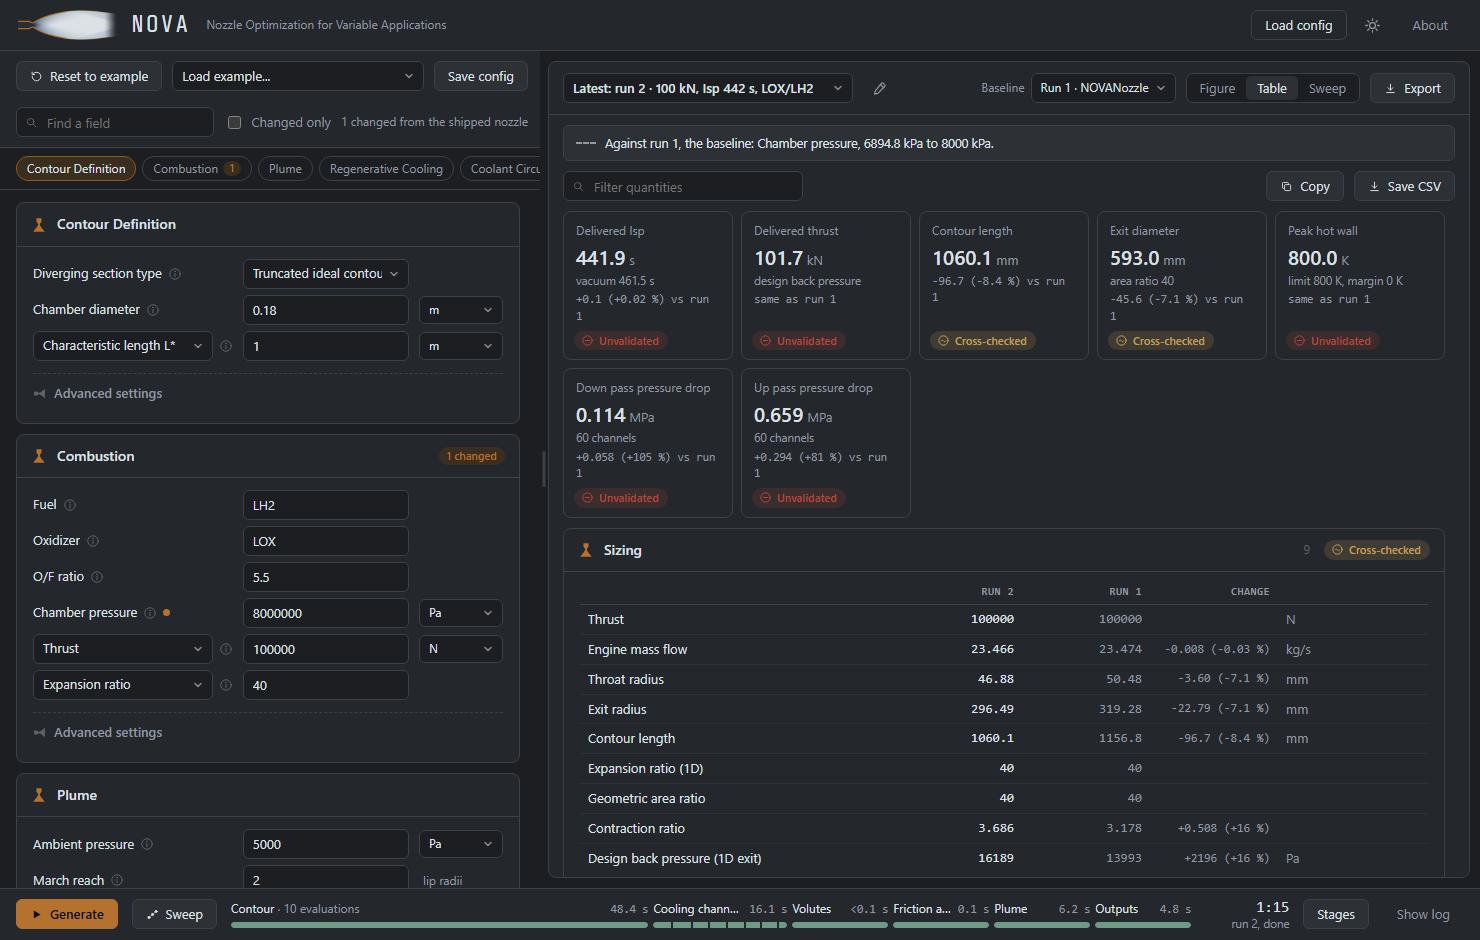 NOVA
Nozzle Optimization for Variable Applications
Load config
About
Reset to example
Load example...
Save config
Find a field
Changed only
1 changed from the shipped nozzle
Contour Definition
Combustion 1
Plume
Regenerative Cooling
Coolant Circu
Contour Definition
Diverging section type
Truncated ideal contou
Chamber diameter
0.18
m
Characteristic length L*
1
m
Advanced settings
Combustion
1 changed
Fuel
LH2
Oxidizer
LOX
O/F ratio
5.5
Chamber pressure
8000000
Pa
Thrust
100000
N
Expansion ratio
40
Advanced settings
Plume
Ambient pressure
5000
Pa
March reach
2
lip radii
Latest: run 2 · 100 kN, Isp 442 s, LOX/LH2
Baseline
Run 1 · NOVANozzle
Figure
Table
Sweep
Export
Against run 1, the baseline: Chamber pressure, 6894.8 kPa to 8000 kPa.
Filter quantities
Copy
Save CSV
Delivered Isp
441.9 s
vacuum 461.5 s
+0.1 (+0.02 %) vs run
1
Unvalidated
Delivered thrust
101.7 kN
design back pressure
same as run 1
Unvalidated
Contour length
1060.1 mm
-96.7 (-8.4 %) vs run
1
Cross-checked
Exit diameter
593.0 mm
area ratio 40
-45.6 (-7.1 %) vs run
1
Cross-checked
Peak hot wall
800.0 K
limit 800 K, margin 0 K
same as run 1
Unvalidated
Down pass pressure drop
0.114 MPa
60 channels
+0.058 (+105 %) vs run
1
Unvalidated
Up pass pressure drop
0.659 MPa
60 channels
+0.294 (+81 %) vs run
1
Unvalidated
Sizing
9
Cross-checked
RUN 2 RUN 1 CHANGE
Thrust 100000 100000 N
Engine mass flow 23.466 23.474 -0.008 (-0.03 %) kg/s
Throat radius 46.88 50.48 -3.60 (-7.1 %) mm
Exit radius 296.49 319.28 -22.79 (-7.1 %) mm
Contour length 1060.1 1156.8 -96.7 (-8.4 %) mm
Expansion ratio (1D) 40 40
Geometric area ratio 40 40
Contraction ratio 3.686 3.178 +0.508 (+16 %)
Design back pressure (1D exit) 16189 13993 +2196 (+16 %) Pa
Generate
Sweep
Contour · 10 evaluations 48.4 s
Cooling chann... 16.1 s
Volutes <0.1 s
Friction a... 0.1 s
Plume 6.2 s
Outputs 4.8 s
1:15
run 2, done
Stages
Show log